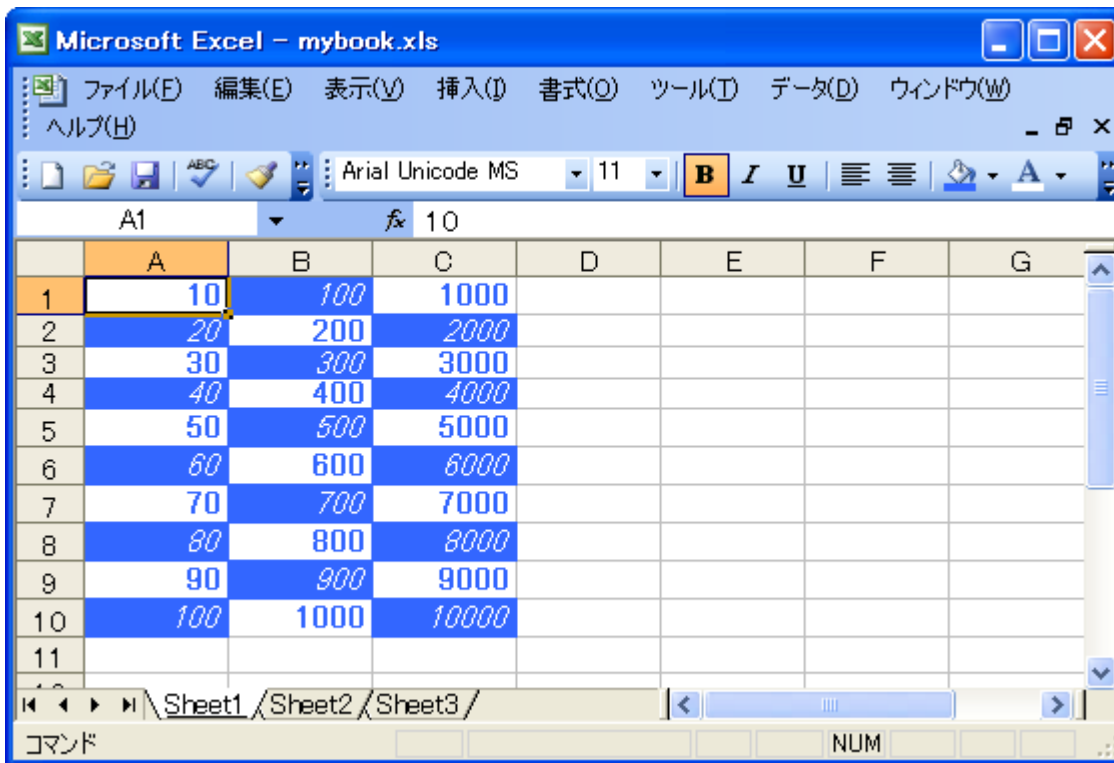 Microsoft Excel - mybook.xls
ファイル(F) 編集(E) 表示(V) 挿入(I) 書式(O) ツール(T) データ(D) ウィンドウ(W)
ヘルプ(H)
ABC Arial Unicode MS 11 B I U A
A1 fx 10
A B C D E F G
1 10 100 1000
2 20 200 2000
3 30 300 3000
4 40 400 4000
5 50 500 5000
6 60 600 6000
7 70 700 7000
8 80 800 8000
9 90 900 9000
10 100 1000 10000
11
Sheet1 Sheet2 Sheet3
コマンド NUM